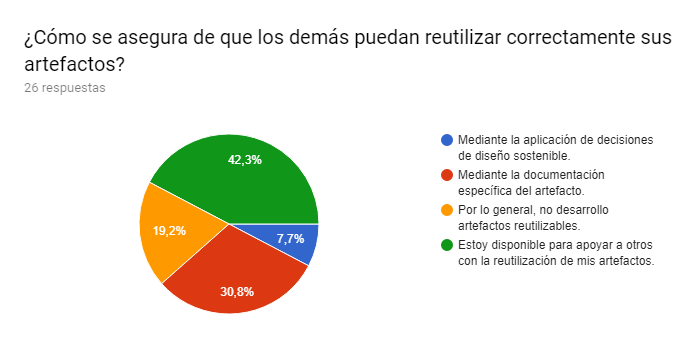 ¿Cómo se asegura de que los demás puedan reutilizar correctamente sus
artefactos?
26 respuestas
42,3%
19,2%
7,7%
30,8%
Mediante la aplicación de decisiones
de diseño sostenible.
Mediante la documentación
específica del artefacto.
Por lo general, no desarrollo
artefactos reutilizables.
Estoy disponible para apoyar a otros
con la reutilización de mis artefactos.